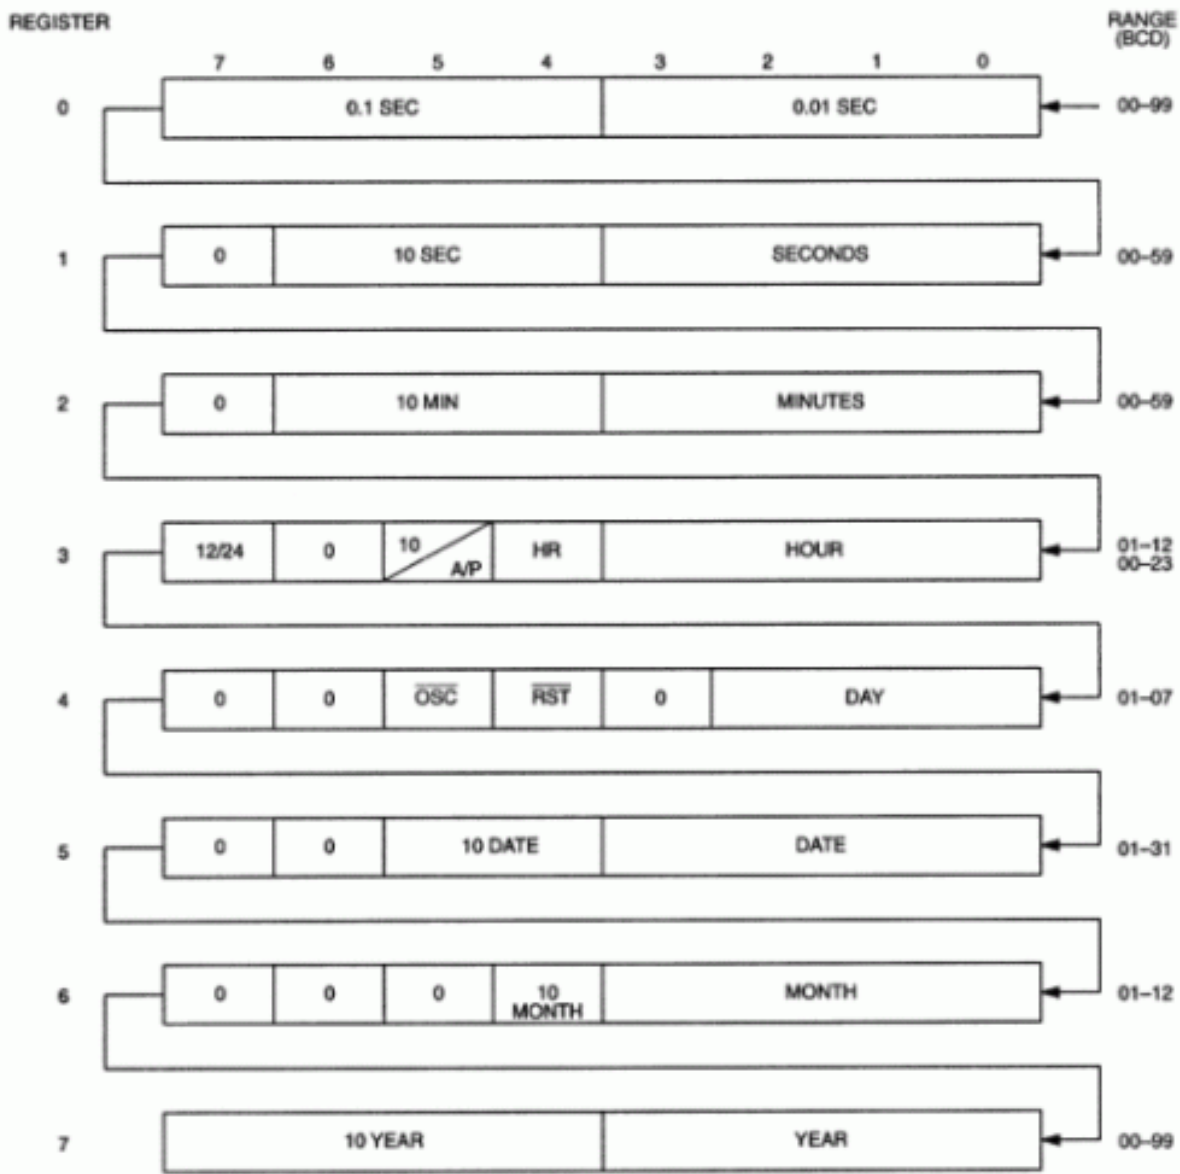 REGISTER
RANGE
(BCD)
7 6 5 4 3 2 1 0
0 0.1 SEC 0.01 SEC 00–99
1 0 10 SEC SECONDS 00–59
2 0 10 MIN MINUTES 00–59
3 12/24 0 10 A/P HR HOUR 01–12
00–23
4 0 0 OSC RST 0 DAY 01–07
5 0 0 10 DATE DATE 01–31
6 0 0 0 10 MONTH MONTH 01–12
7 10 YEAR YEAR 00–99